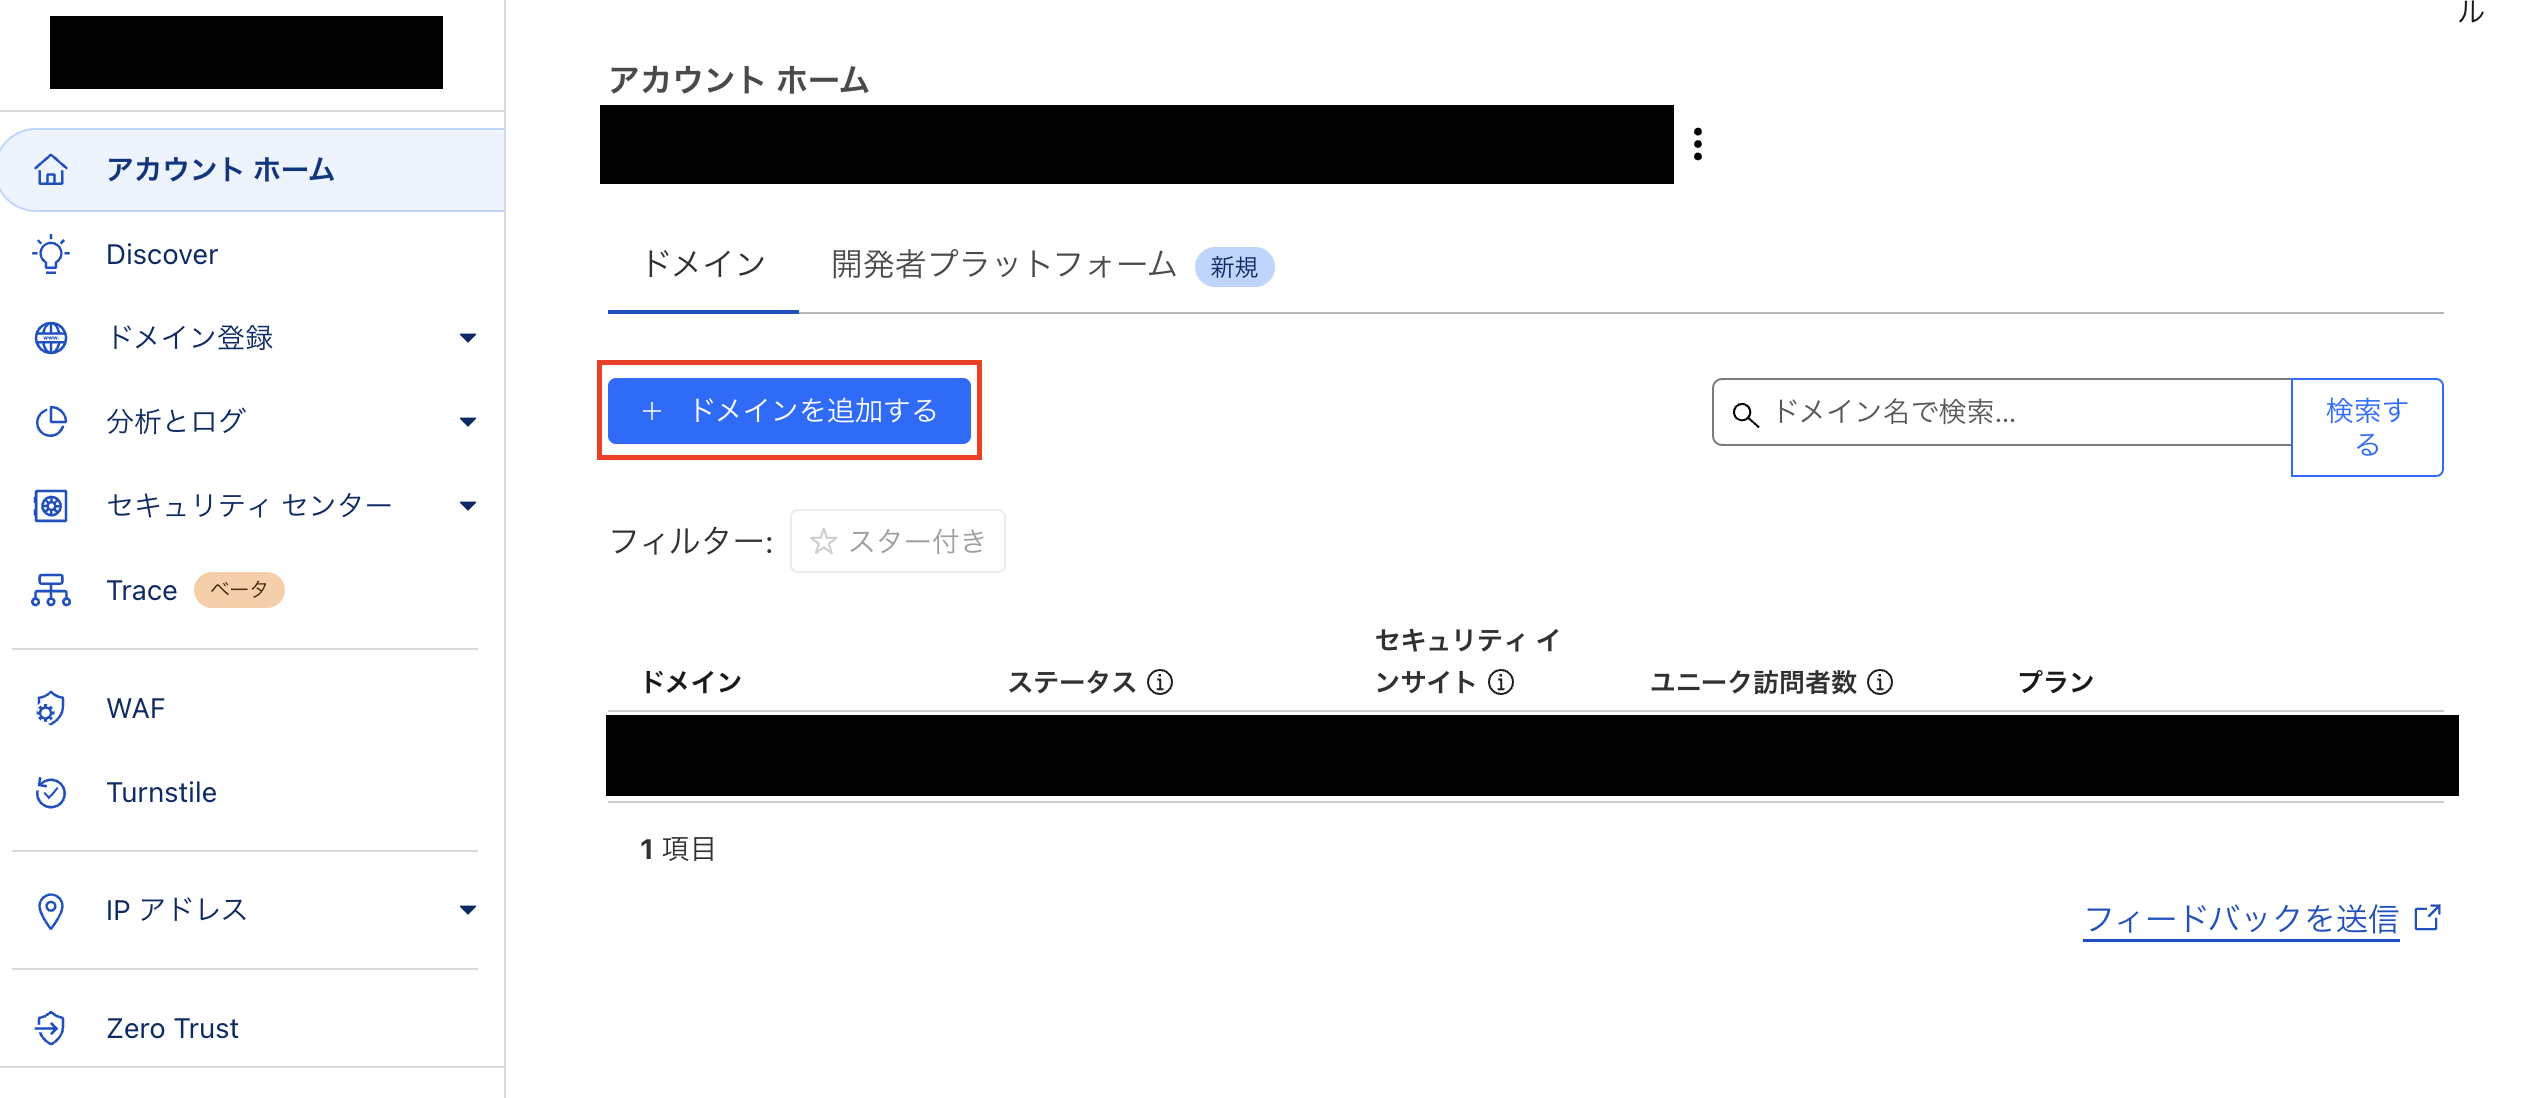 ル
アカウント ホーム
Discover
ドメイン登録
分析とログ
セキュリティ センター
Trace ベータ
WAF
Turnstile
IP アドレス
Zero Trust
アカウント ホーム
ドメイン
開発者プラットフォーム 新規
+ ドメインを追加する
ドメイン名で検索...
検索す
る
フィルター: ☆ スター付き
ドメイン
ステータス
セキュリティ イ
ンサイト
ユニーク訪問者数
プラン
1 項目
フィードバックを送信